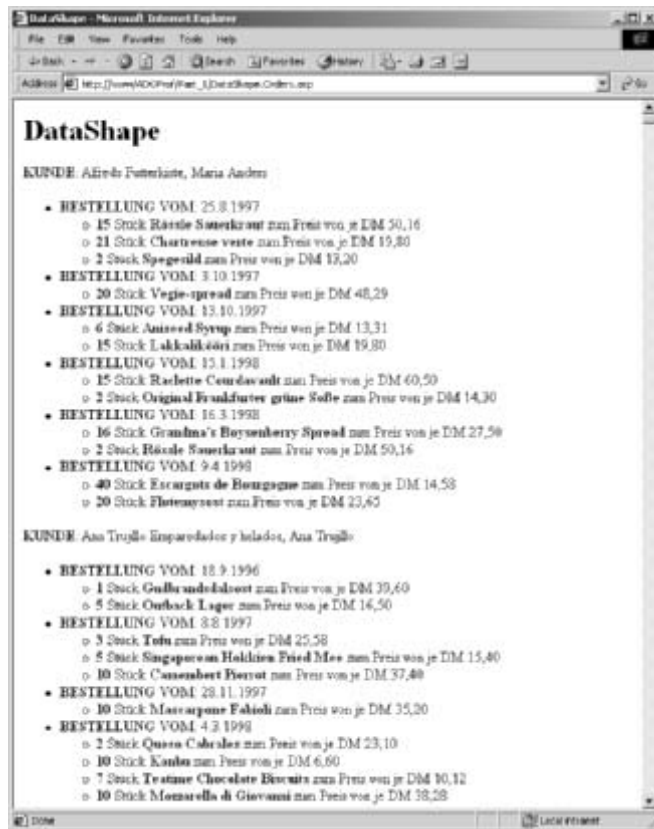 DataShape - Microsoft Internet Explorer
File Edit View Favorites Tools Help
Back Search Favorites History
Address Go
DataShape
KUNDE: Alfreds Futterkiste, Maria Anders
• BESTELLUNG VOM: 25.8.1997
o 15 Stück Rössle Sauerkraut zum Preis von je DM 50,16
o 21 Stück Chartreuse verte zum Preis von je DM 19,80
o 2 Stück Spegesild zum Preis von je DM 13,20
• BESTELLUNG VOM: 3.10.1997
o 20 Stück Vegie-spread zum Preis von je DM 48,29
• BESTELLUNG VOM: 13.10.1997
o 6 Stück Aniseed Syrup zum Preis von je DM 13,31
o 15 Stück Lakkalikööri zum Preis von je DM 19,80
• BESTELLUNG VOM: 15.1.1998
o 15 Stück Raclette Courdavault zum Preis von je DM 60,50
o 2 Stück Original Frankfurter grüne Soße zum Preis von je DM 14,30
• BESTELLUNG VOM: 16.3.1998
o 16 Stück Grandma's Boysenberry Spread zum Preis von je DM 27,50
o 2 Stück Rössle Sauerkraut zum Preis von je DM 50,16
• BESTELLUNG VOM: 9.4.1998
o 40 Stück Escargots de Bourgogne zum Preis von je DM 14,58
o 20 Stück Fløtemysost zum Preis von je DM 23,65
KUNDE: Ana Trujillo Emparedados y helados, Ana Trujillo
• BESTELLUNG VOM: 18.9.1996
o 1 Stück Gudbrandsdalsost zum Preis von je DM 39,60
o 5 Stück Outback Lager zum Preis von je DM 16,50
• BESTELLUNG VOM: 8.8.1997
o 3 Stück Tofu zum Preis von je DM 25,58
o 5 Stück Singaporean Hokkien Fried Mee zum Preis von je DM 15,40
o 10 Stück Camembert Pierrot zum Preis von je DM 37,40
• BESTELLUNG VOM: 28.11.1997
o 10 Stück Mascarpone Fabioli zum Preis von je DM 35,20
• BESTELLUNG VOM: 4.3.1998
o 2 Stück Queso Cabrales zum Preis von je DM 23,10
o 10 Stück Konbu zum Preis von je DM 6,60
o 7 Stück Teatime Chocolate Biscuits zum Preis von je DM 10,12
o 10 Stück Mozzarella di Giovanni zum Preis von je DM 38,28
Done Local intranet